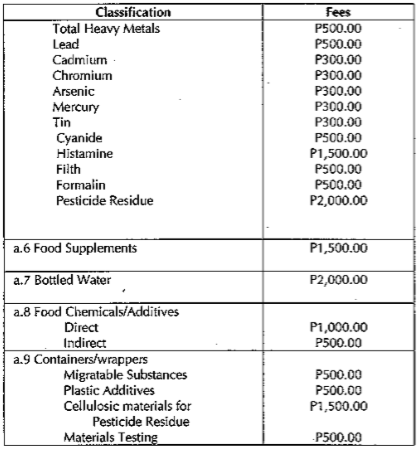 Classification Fees
Total Heavy Metals P500.00
Lead P500.00
Cadmium P300.00
Chromium P300.00
Arsenic P300.00
Mercury P300.00
Tin P300.00
Cyanide P500.00
Histamine P1,500.00
Filth P500.00
Formalin P500.00
Pesticide Residue P2,000.00
a.6 Food Supplements P1,500.00
a.7 Bottled Water P2,000.00
a.8 Food Chemicals/Additives
Direct P1,000.00
Indirect P500.00
a.9 Containers/wrappers
Migratable Substances P500.00
Plastic Additives P500.00
Cellulosic materials for P1,500.00
Pesticide Residue
Materials Testing P500.00